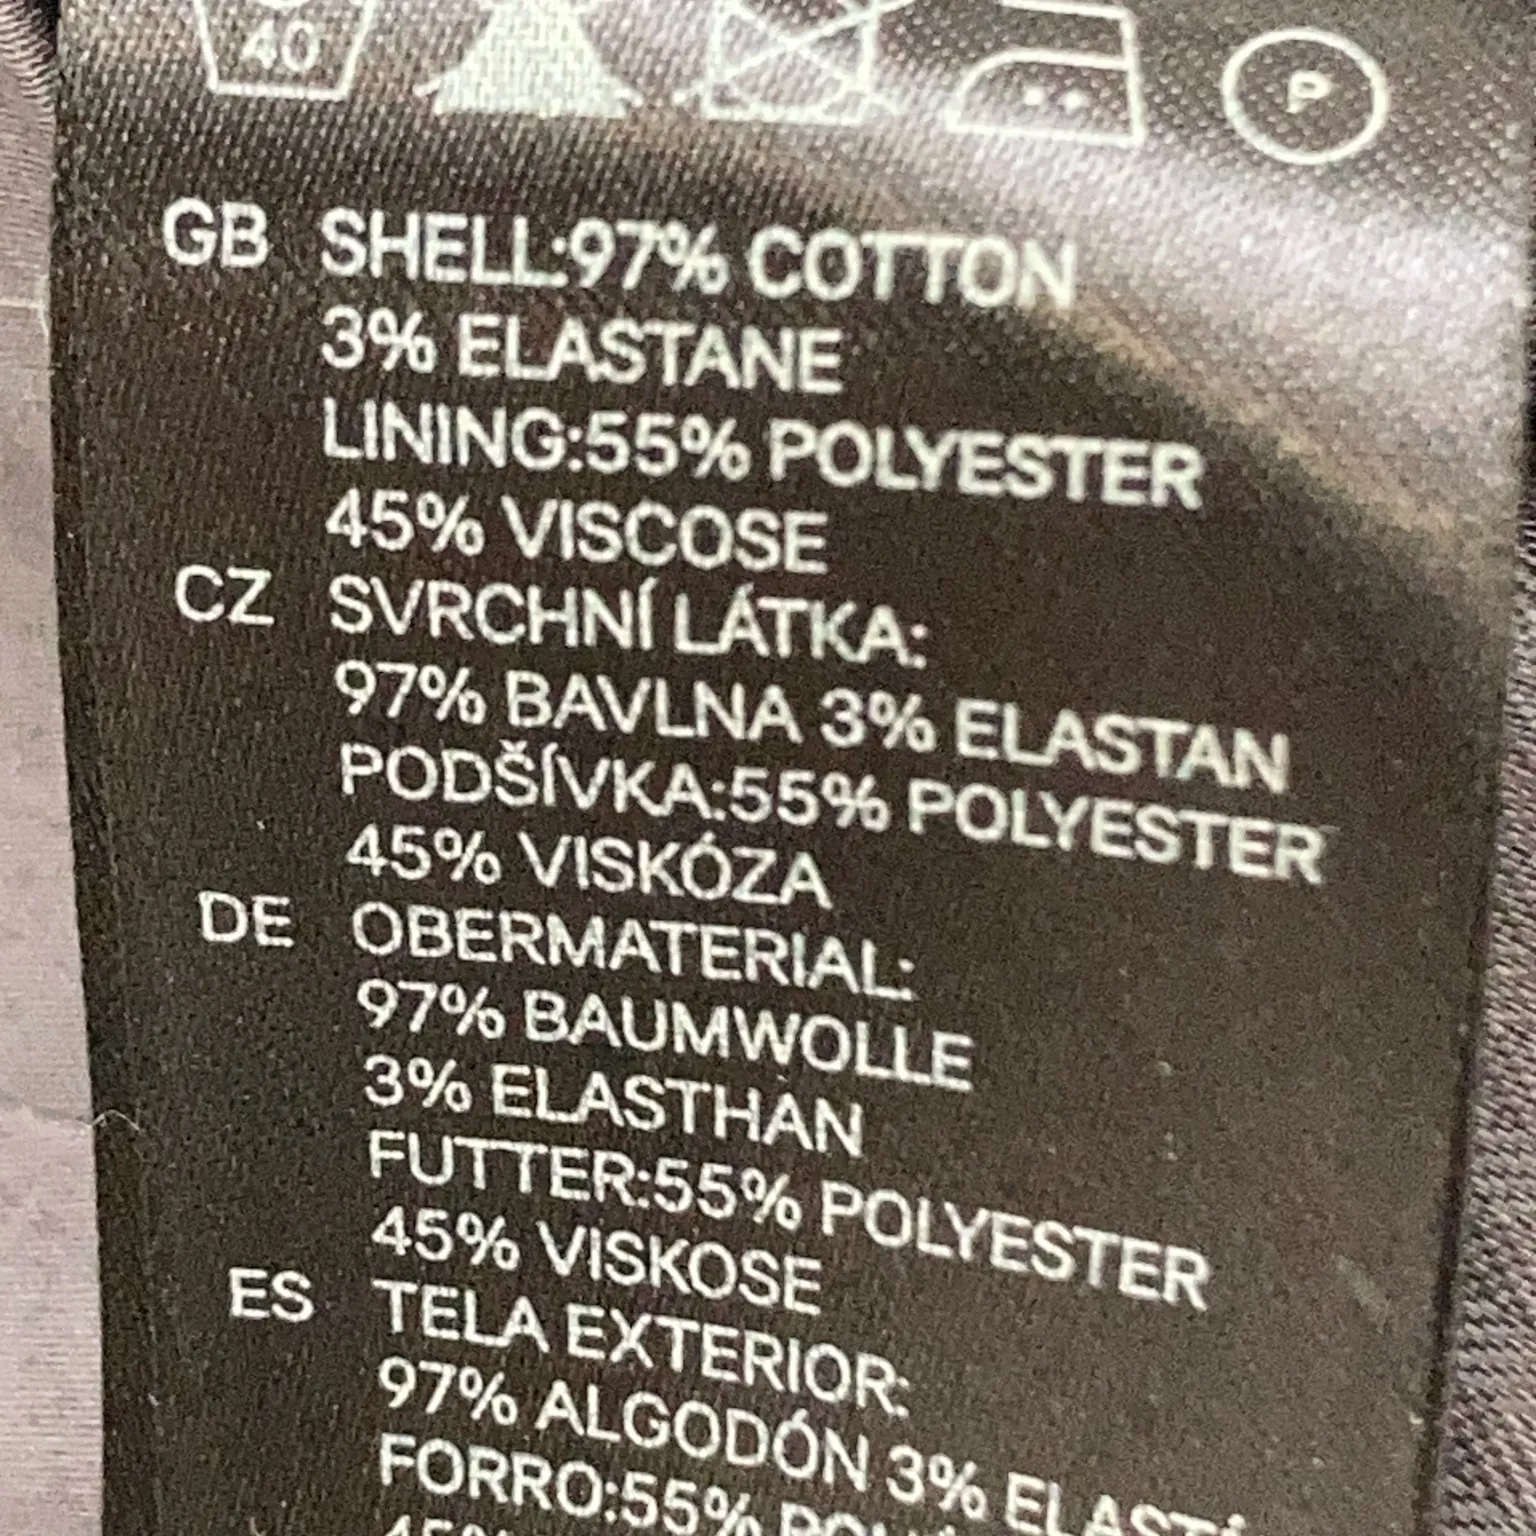 40
P
GB SHELL:97% COTTON
3% ELASTANE
LINING:55% POLYESTER
45% VISCOSE
CZ SVRCHNÍ LÁTKA:
97% BAVLNA 3% ELASTAN
PODŠÍVKA:55% POLYESTER
45% VISKÓZA
DE OBERMATERIAL:
97% BAUMWOLLE
3% ELASTHAN
FUTTER:55% POLYESTER
45% VISKOSE
ES TELA EXTERIOR:
97% ALGODÓN 3%
FORRO:55%
45%